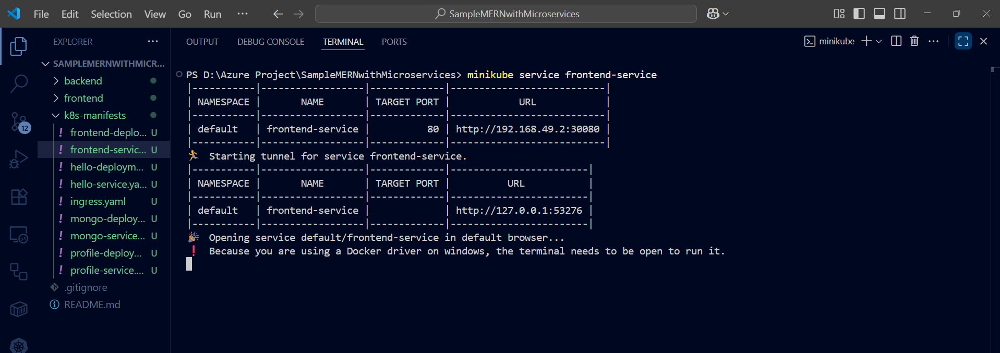 File Edit Selection View Go Run ··· SampleMERNwithMicroservices
EXPLORER ···
SAMPLEMERNWITHMICR...
backend
frontend
k8s-manifests
! frontend-deplo... U
! frontend-servic... U
! hello-deploym... U
! hello-service.ya... U
! ingress.yaml U
! mongo-deploy... U
! mongo-service... U
! profile-deploy... U
! profile-service.... U
.gitignore
README.md
12
OUTPUT DEBUG CONSOLE TERMINAL PORTS minikube
PS D:\Azure Project\SampleMERNwithMicroservices> minikube service frontend-service
|-----------|------------------|-------------|---------------------------|
| NAMESPACE | NAME | TARGET PORT | URL |
|-----------|------------------|-------------|---------------------------|
| default | frontend-service | 80 | http://192.168.49.2:30080 |
|-----------|------------------|-------------|---------------------------|
🏃 Starting tunnel for service frontend-service.
|-----------|------------------|-------------|------------------------|
| NAMESPACE | NAME | TARGET PORT | URL |
|-----------|------------------|-------------|------------------------|
| default | frontend-service | | http://127.0.0.1:53276 |
|-----------|------------------|-------------|------------------------|
🎉 Opening service default/frontend-service in default browser...
❗ Because you are using a Docker driver on windows, the terminal needs to be open to run it.